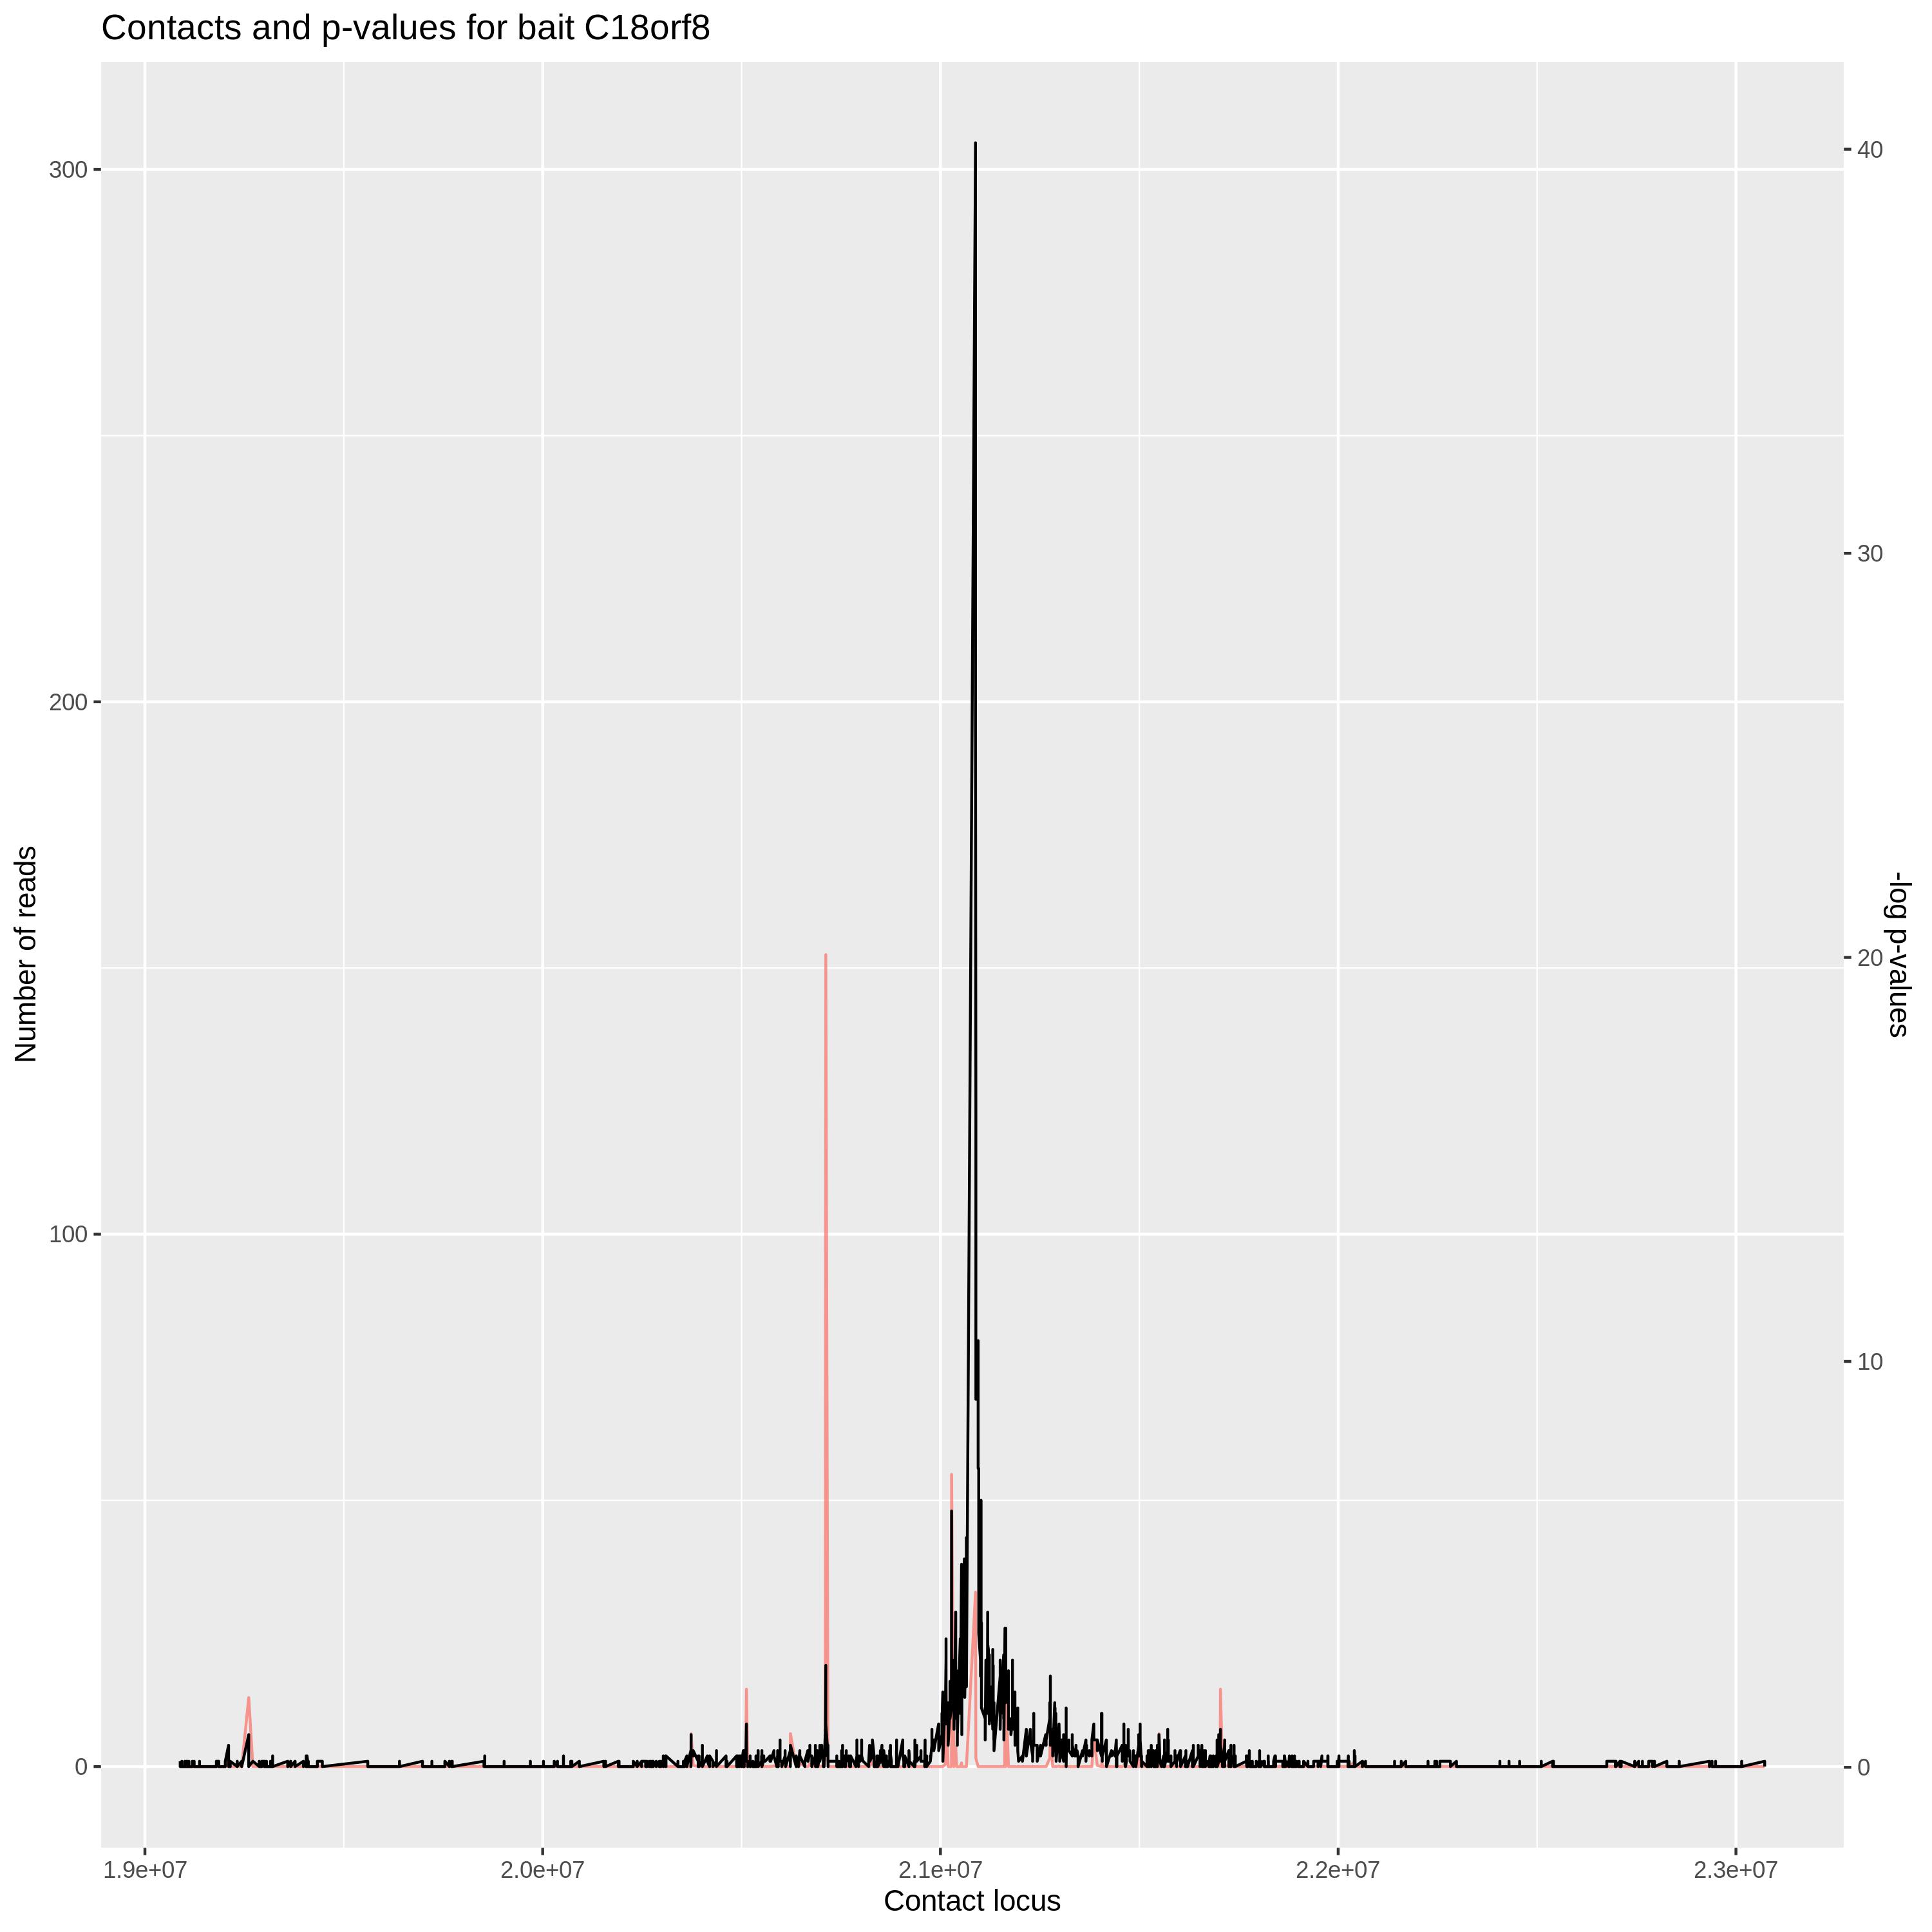 Contacts and p-values for bait C18orf8
300
200
100
0
Number of reads
40
30
20
10
0
-log p-values
1.9e+07 2.0e+07 2.1e+07 2.2e+07 2.3e+07
Contact locus